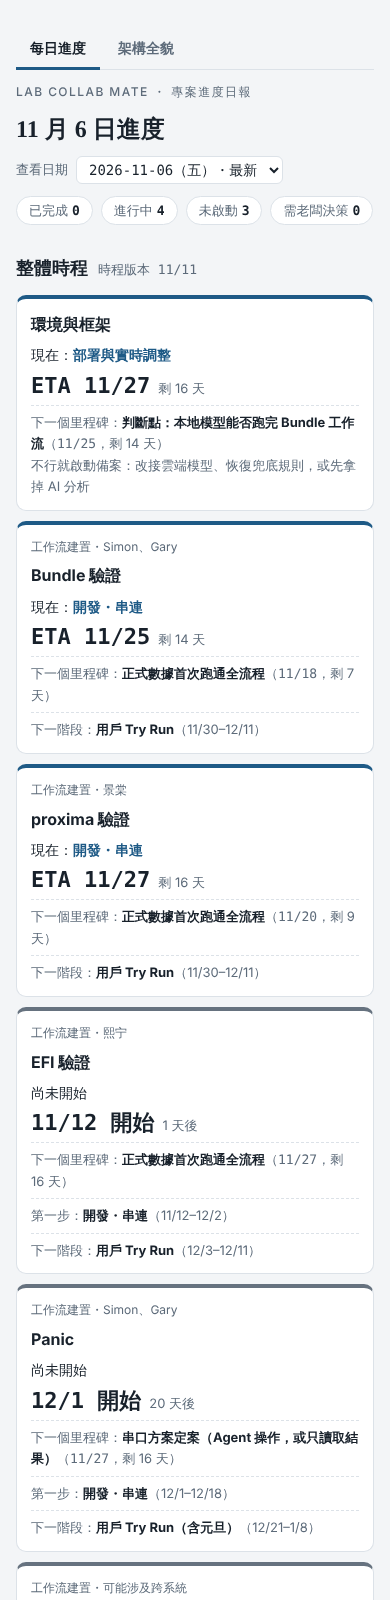 每日進度 架構全貌
LAB COLLAB MATE · 專案進度日報
11 月 6 日進度
查看日期 2026-11-06（五）・最新
已完成 0 進行中 4 未啟動 3 需老闆決策 0
整體時程 時程版本 11/11
環境與框架
現在：部署與實時調整
ETA 11/27 剩 16 天
下一個里程碑：判斷點：本地模型能否跑完 Bundle 工作
流（11/25，剩 14 天）
不行就啟動備案：改接雲端模型、恢復兜底規則，或先拿
掉 AI 分析
工作流建置・Simon、Gary
Bundle 驗證
現在：開發・串連
ETA 11/25 剩 14 天
下一個里程碑：正式數據首次跑通全流程（11/18，剩 7
天）
下一階段：用戶 Try Run（11/30–12/11）
工作流建置・景棠
proxima 驗證
現在：開發・串連
ETA 11/27 剩 16 天
下一個里程碑：正式數據首次跑通全流程（11/20，剩 9
天）
下一階段：用戶 Try Run（11/30–12/11）
工作流建置・熙宁
EFI 驗證
尚未開始
11/12 開始 1 天後
下一個里程碑：正式數據首次跑通全流程（11/27，剩
16 天）
第一步：開發・串連（11/12–12/2）
下一階段：用戶 Try Run（12/3–12/11）
工作流建置・Simon、Gary
Panic
尚未開始
12/1 開始 20 天後
下一個里程碑：串口方案定案（Agent 操作，或只讀取結
果）（11/27，剩 16 天）
第一步：開發・串連（12/1–12/18）
下一階段：用戶 Try Run（含元旦）（12/21–1/8）
工作流建置・可能涉及跨系統